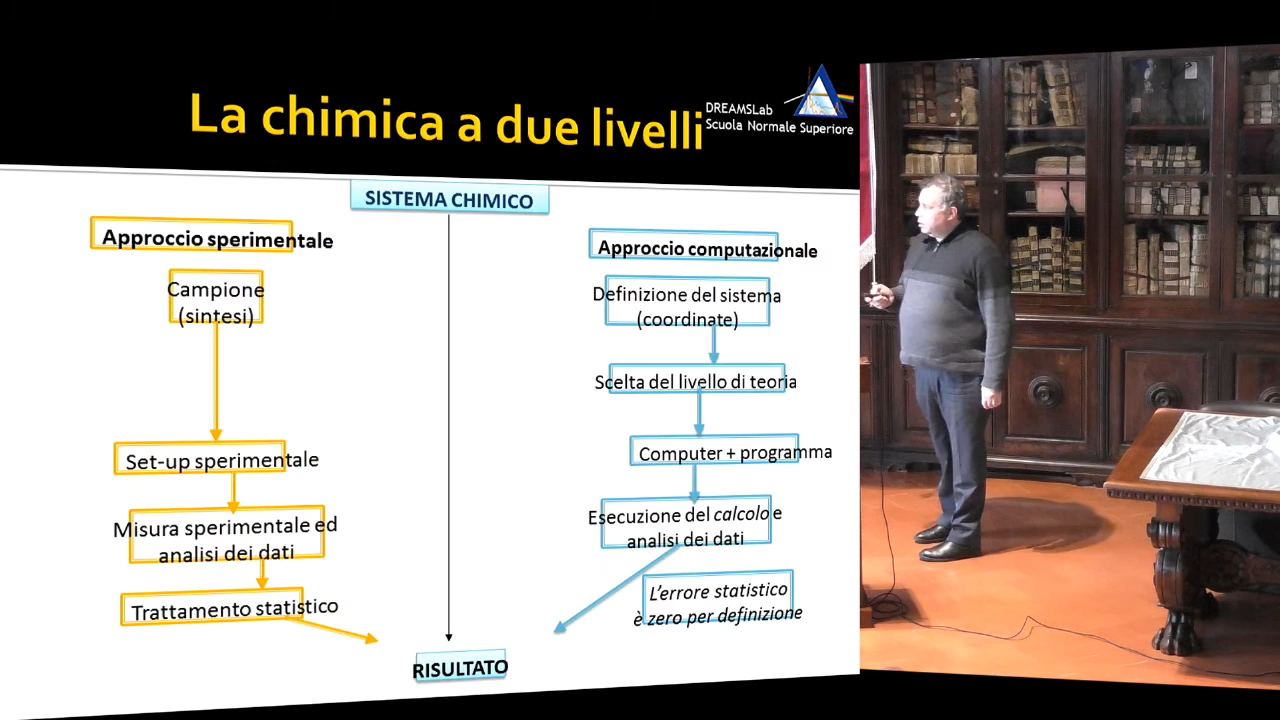 La chimica a due livelli
DREAMSLab
Scuola Normale Superiore
SISTEMA CHIMICO
Approccio sperimentale
Campione
(sintesi)
Set-up sperimentale
Misura sperimentale ed
analisi dei dati
Trattamento statistico
Approccio computazionale
Definizione del sistema
(coordinate)
Scelta del livello di teoria
Computer + programma
Esecuzione del calcolo e
analisi dei dati
L'errore statistico
è zero per definizione
RISULTATO